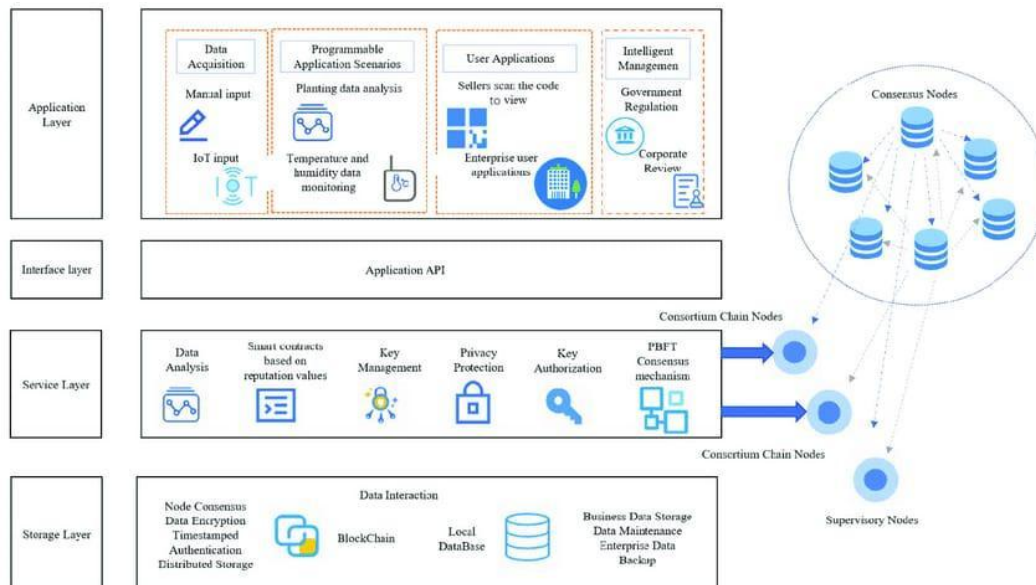 Application
Layer
Data
Acquisition
Manual input
IoT input
IOT
Programmable
Application Scenarios
Planting data analysis
Temperature and
humidity data
monitoring
°C
User Applications
Sellers scan the code
to view
Enterprise user
applications
Intelligent
Managemen
Government
Regulation
Corporate
Review
Consensus Nodes
Interface layer
Application API
Consortium Chain Nodes
Service Layer
Data
Analysis
Smart contracts
based on
reputation values
Key
Management
Privacy
Protection
Key
Authorization
PBFT
Consensus
mechanism
Consortium Chain Nodes
Supervisory Nodes
Storage Layer
Data Interaction
Node Consensus
Data Encryption
Timestamped
Authentication
Distributed Storage
BlockChain
Local
DataBase
Business Data Storage
Data Maintenance
Enterprise Data
Backup